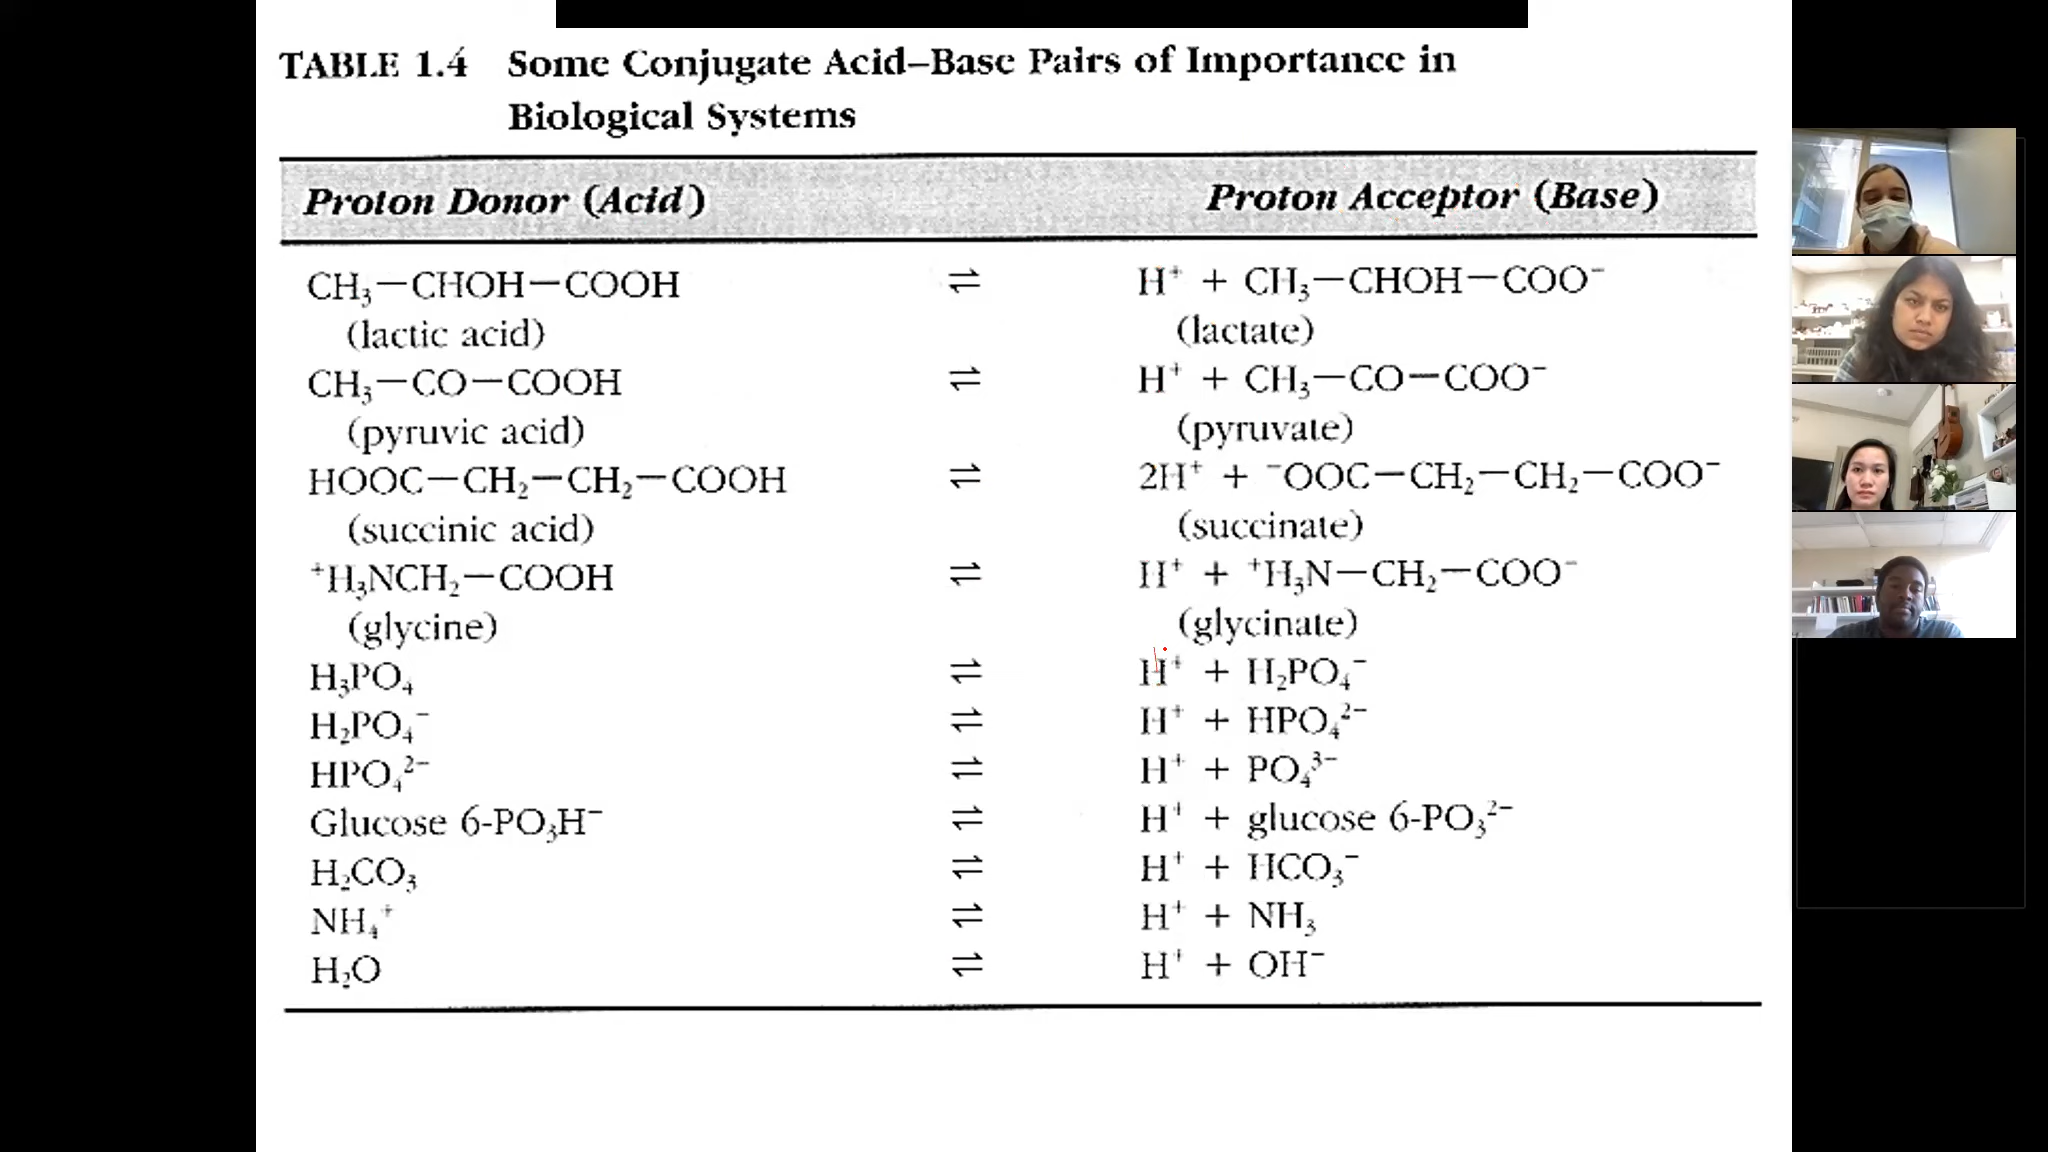 TABLE 1.4 Some Conjugate Acid–Base Pairs of Importance in
Biological Systems
Proton Donor (Acid) Proton Acceptor (Base)
CH₃—CHOH—COOH ⇌ H⁺ + CH₃—CHOH—COO⁻
(lactic acid) (lactate)
CH₃—CO—COOH ⇌ H⁺ + CH₃—CO—COO⁻
(pyruvic acid) (pyruvate)
HOOC—CH₂—CH₂—COOH ⇌ 2H⁺ + ⁻OOC—CH₂—CH₂—COO⁻
(succinic acid) (succinate)
⁺H₃NCH₂—COOH ⇌ H⁺ + ⁺H₃N—CH₂—COO⁻
(glycine) (glycinate)
H₃PO₄ ⇌ H⁺ + H₂PO₄⁻
H₂PO₄⁻ ⇌ H⁺ + HPO₄²⁻
HPO₄²⁻ ⇌ H⁺ + PO₄³⁻
Glucose 6-PO₃H⁻ ⇌ H⁺ + glucose 6-PO₃²⁻
H₂CO₃ ⇌ H⁺ + HCO₃⁻
NH₄⁺ ⇌ H⁺ + NH₃
H₂O ⇌ H⁺ + OH⁻